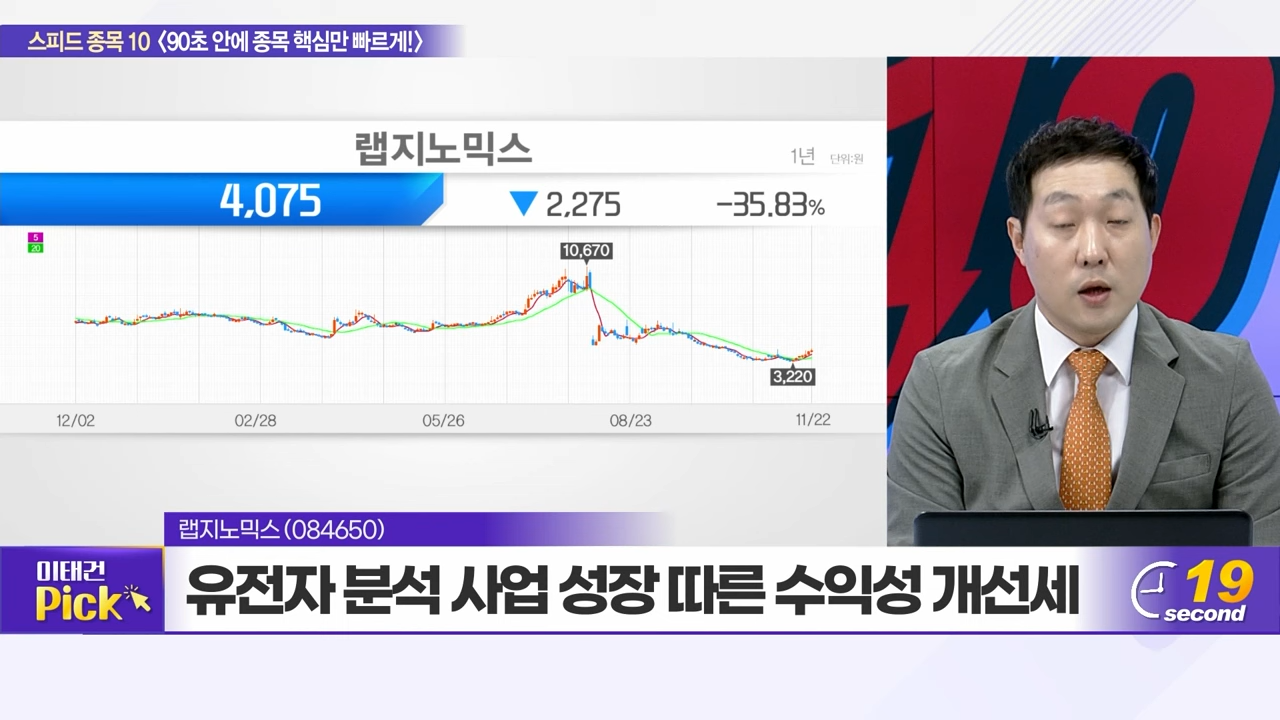 스피드 종목 10 〈90초 안에 종목 핵심만 빠르게!〉
랩지노믹스
1년 단위:원
4,075 ▼ 2,275 -35.83%
5
20
10,670
3,220
12/02 02/28 05/26 08/23 11/22
랩지노믹스 (084650)
이태건
Pick
유전자 분석 사업 성장 따른 수익성 개선세
19
second
10